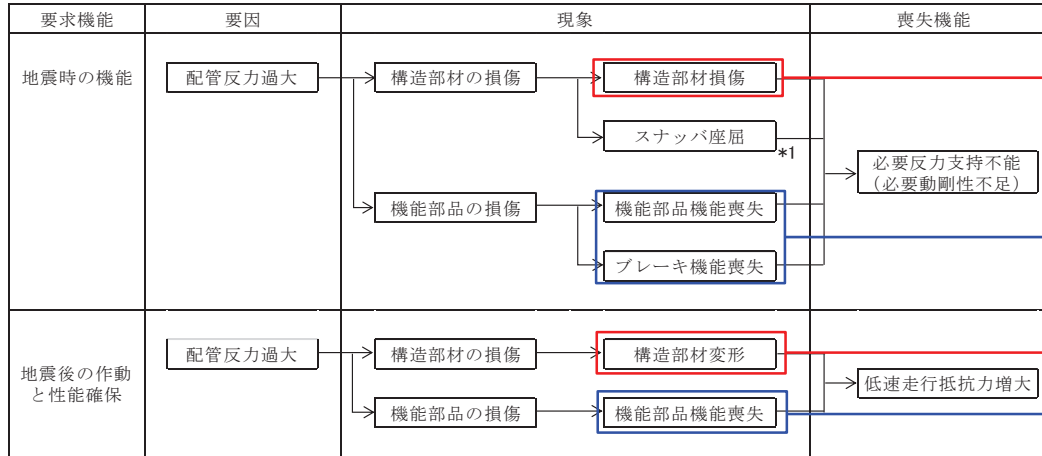 要求機能 要因 現象 喪失機能
地震時の機能 配管反力過大 構造部材の損傷 構造部材損傷
スナッバ座屈
*1
必要反力支持不能
(必要動剛性不足)
機能部品の損傷 機能部品機能喪失
ブレーキ機能喪失
地震後の作動
と性能確保
配管反力過大 構造部材の損傷 構造部材変形
低速走行抵抗力増大
機能部品の損傷 機能部品機能喪失